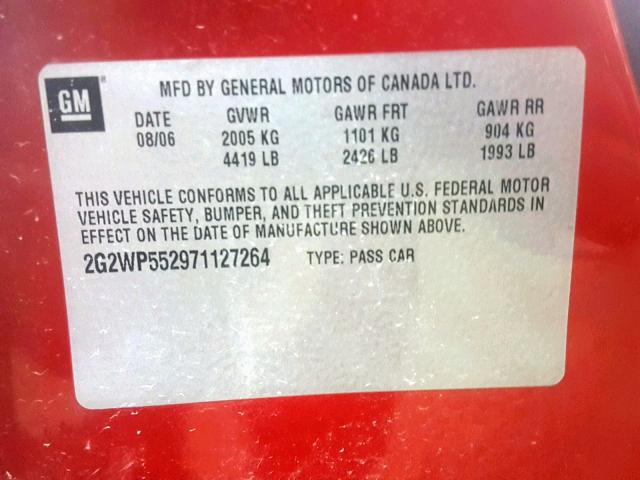 GM
MFD BY GENERAL MOTORS OF CANADA LTD.
DATE GVWR GAWR FRT GAWR RR
08/06 2005 KG 1101 KG 904 KG
4419 LB 2426 LB 1993 LB
THIS VEHICLE CONFORMS TO ALL APPLICABLE U.S. FEDERAL MOTOR
VEHICLE SAFETY, BUMPER, AND THEFT PREVENTION STANDARDS IN
EFFECT ON THE DATE OF MANUFACTURE SHOWN ABOVE.
2G2WP552971127264 TYPE: PASS CAR